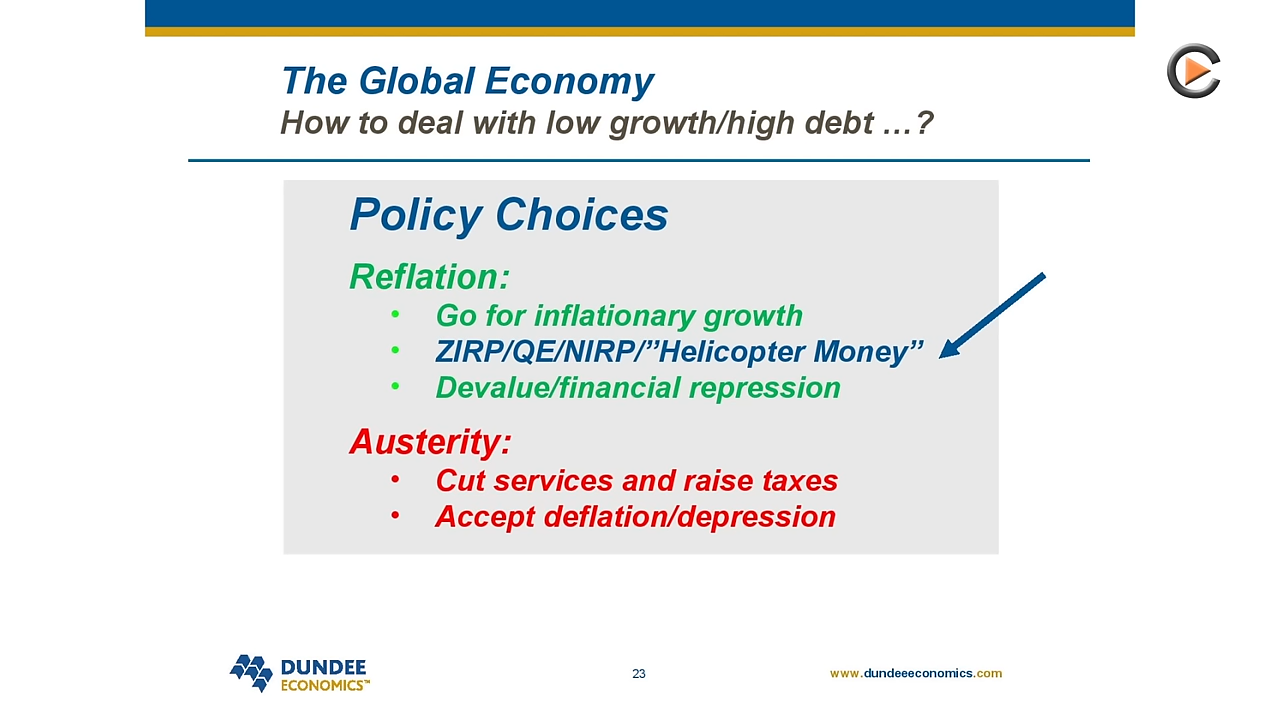 The Global Economy
How to deal with low growth/high debt …?
Policy Choices
Reflation:
• Go for inflationary growth
• ZIRP/QE/NIRP/”Helicopter Money”
• Devalue/financial repression
Austerity:
• Cut services and raise taxes
• Accept deflation/depression
DUNDEE
ECONOMICS™
23
www.dundeeeconomics.com